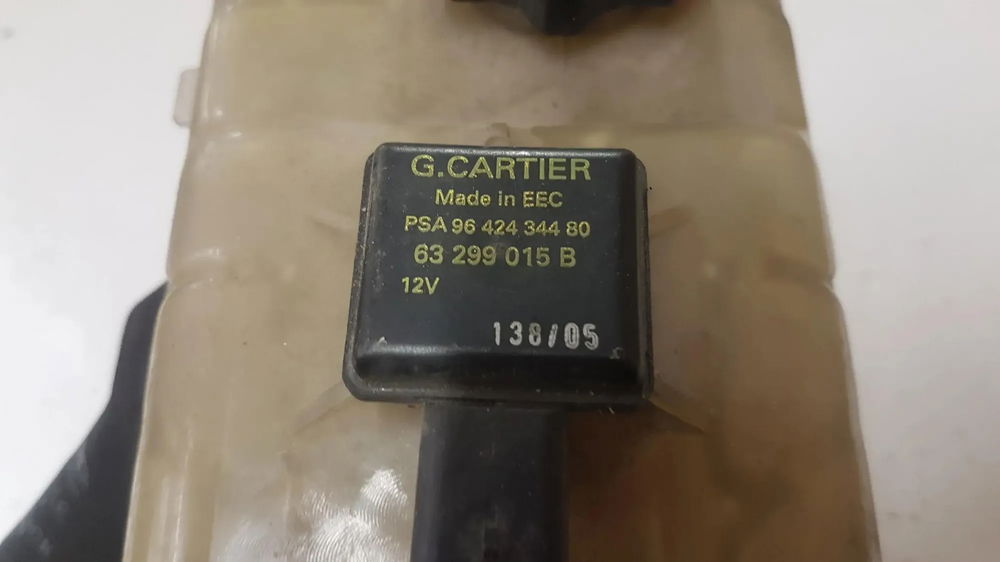 G.CARTIER
Made in EEC
PSA 96 424 344 80
63 299 015 B
12V
138/05